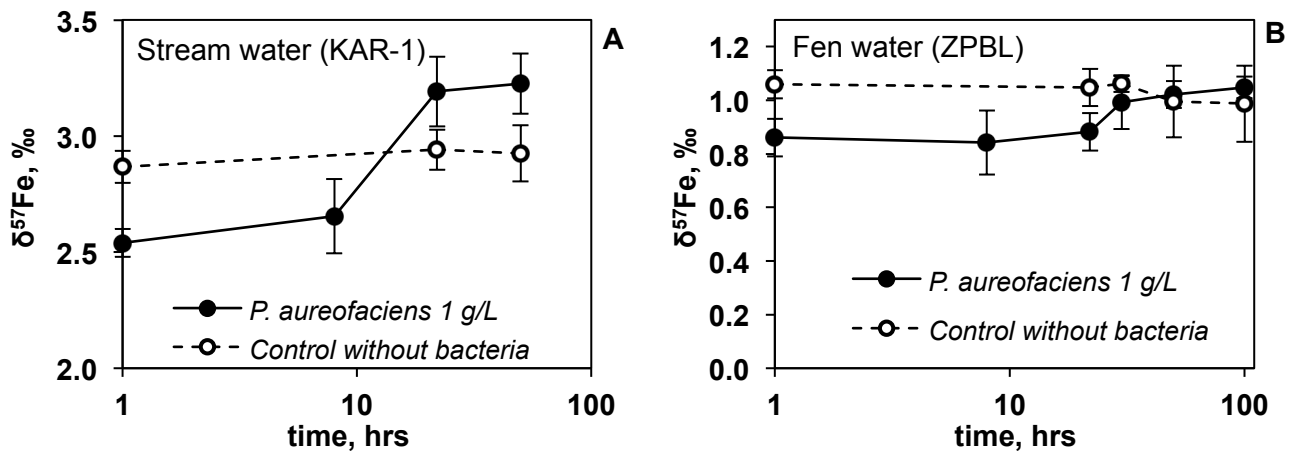 Stream water (KAR-1)
A
δ⁵⁷Fe, ‰
3.5
3.0
2.5
2.0
P. aureofaciens 1 g/L
Control without bacteria
1
10
100
time, hrs
Fen water (ZPBL)
B
δ⁵⁷Fe, ‰
1.2
1.0
0.8
0.6
0.4
0.2
0.0
P. aureofaciens 1 g/L
Control without bacteria
1
10
100
time, hrs